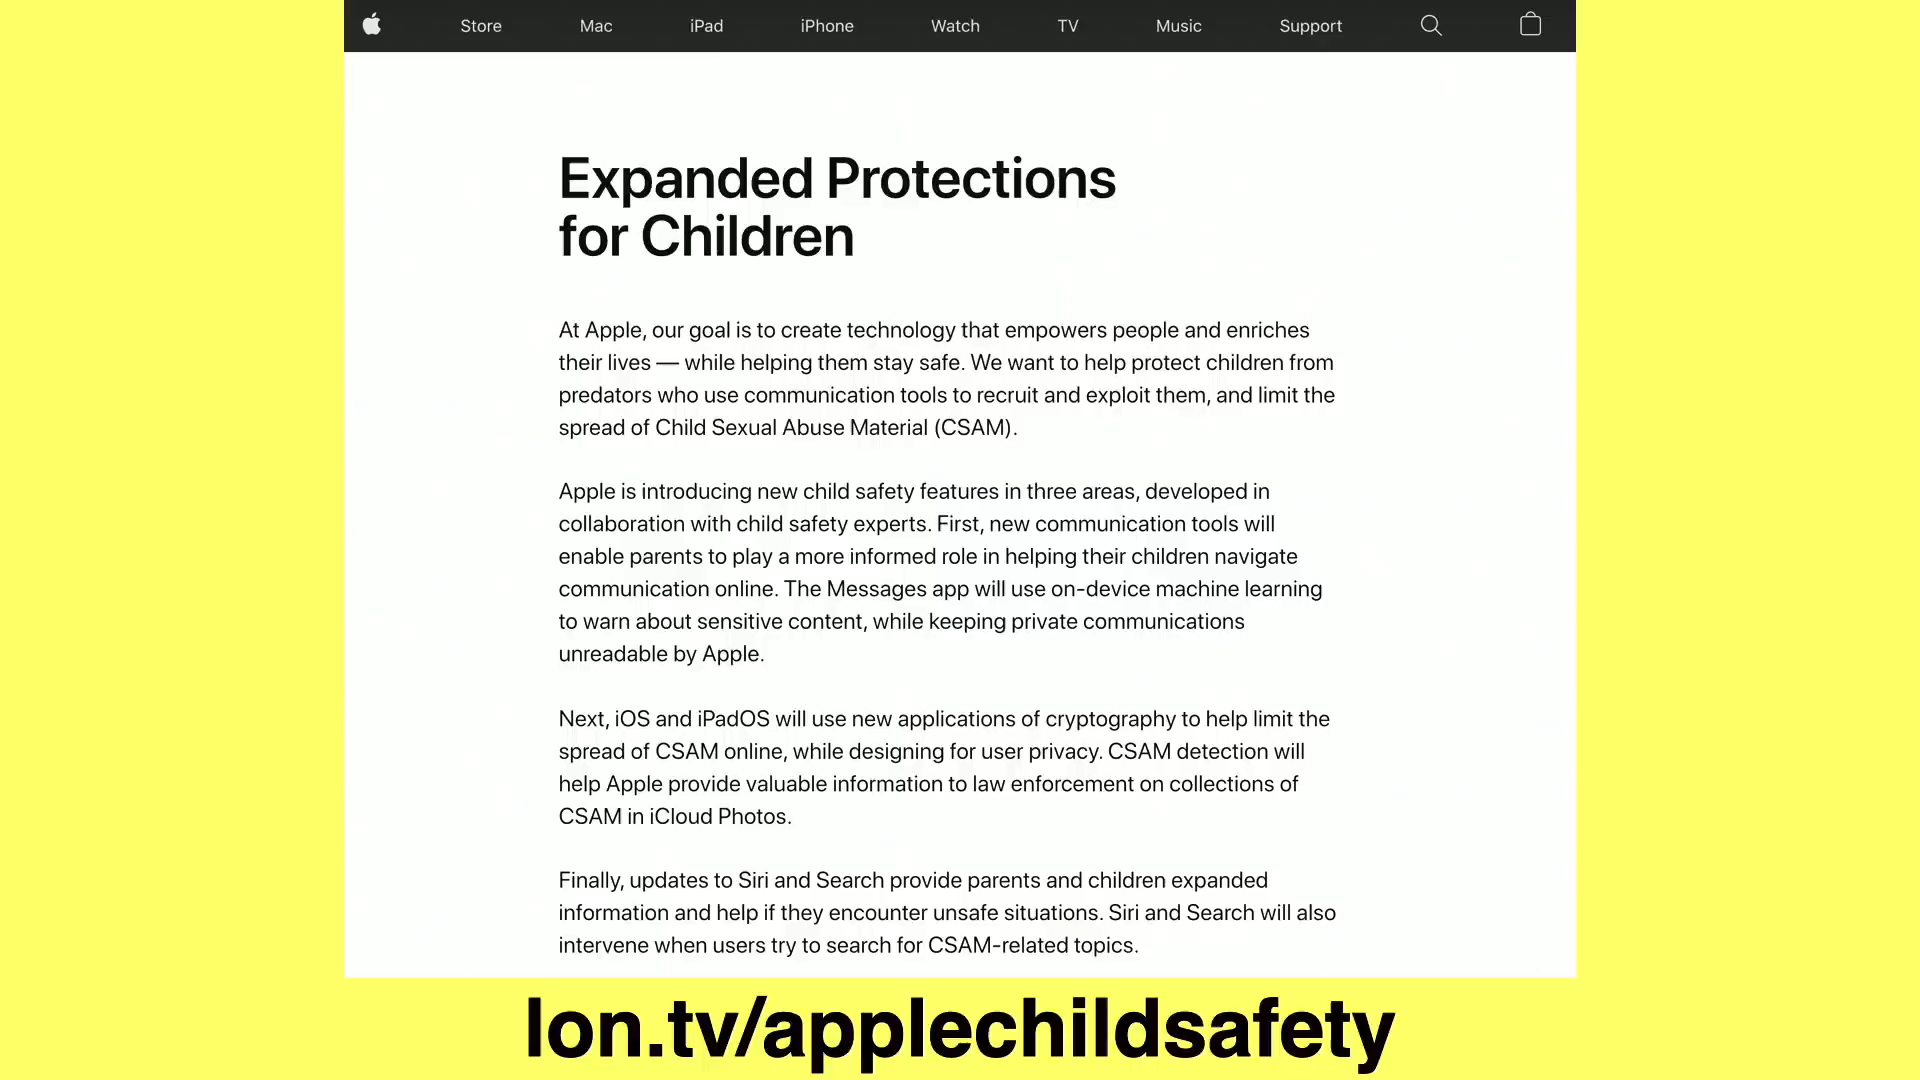 Store Mac iPad iPhone Watch TV Music Support
Expanded Protections
for Children
At Apple, our goal is to create technology that empowers people and enriches
their lives — while helping them stay safe. We want to help protect children from
predators who use communication tools to recruit and exploit them, and limit the
spread of Child Sexual Abuse Material (CSAM).
Apple is introducing new child safety features in three areas, developed in
collaboration with child safety experts. First, new communication tools will
enable parents to play a more informed role in helping their children navigate
communication online. The Messages app will use on-device machine learning
to warn about sensitive content, while keeping private communications
unreadable by Apple.
Next, iOS and iPadOS will use new applications of cryptography to help limit the
spread of CSAM online, while designing for user privacy. CSAM detection will
help Apple provide valuable information to law enforcement on collections of
CSAM in iCloud Photos.
Finally, updates to Siri and Search provide parents and children expanded
information and help if they encounter unsafe situations. Siri and Search will also
intervene when users try to search for CSAM-related topics.
lon.tv/applechildsafety